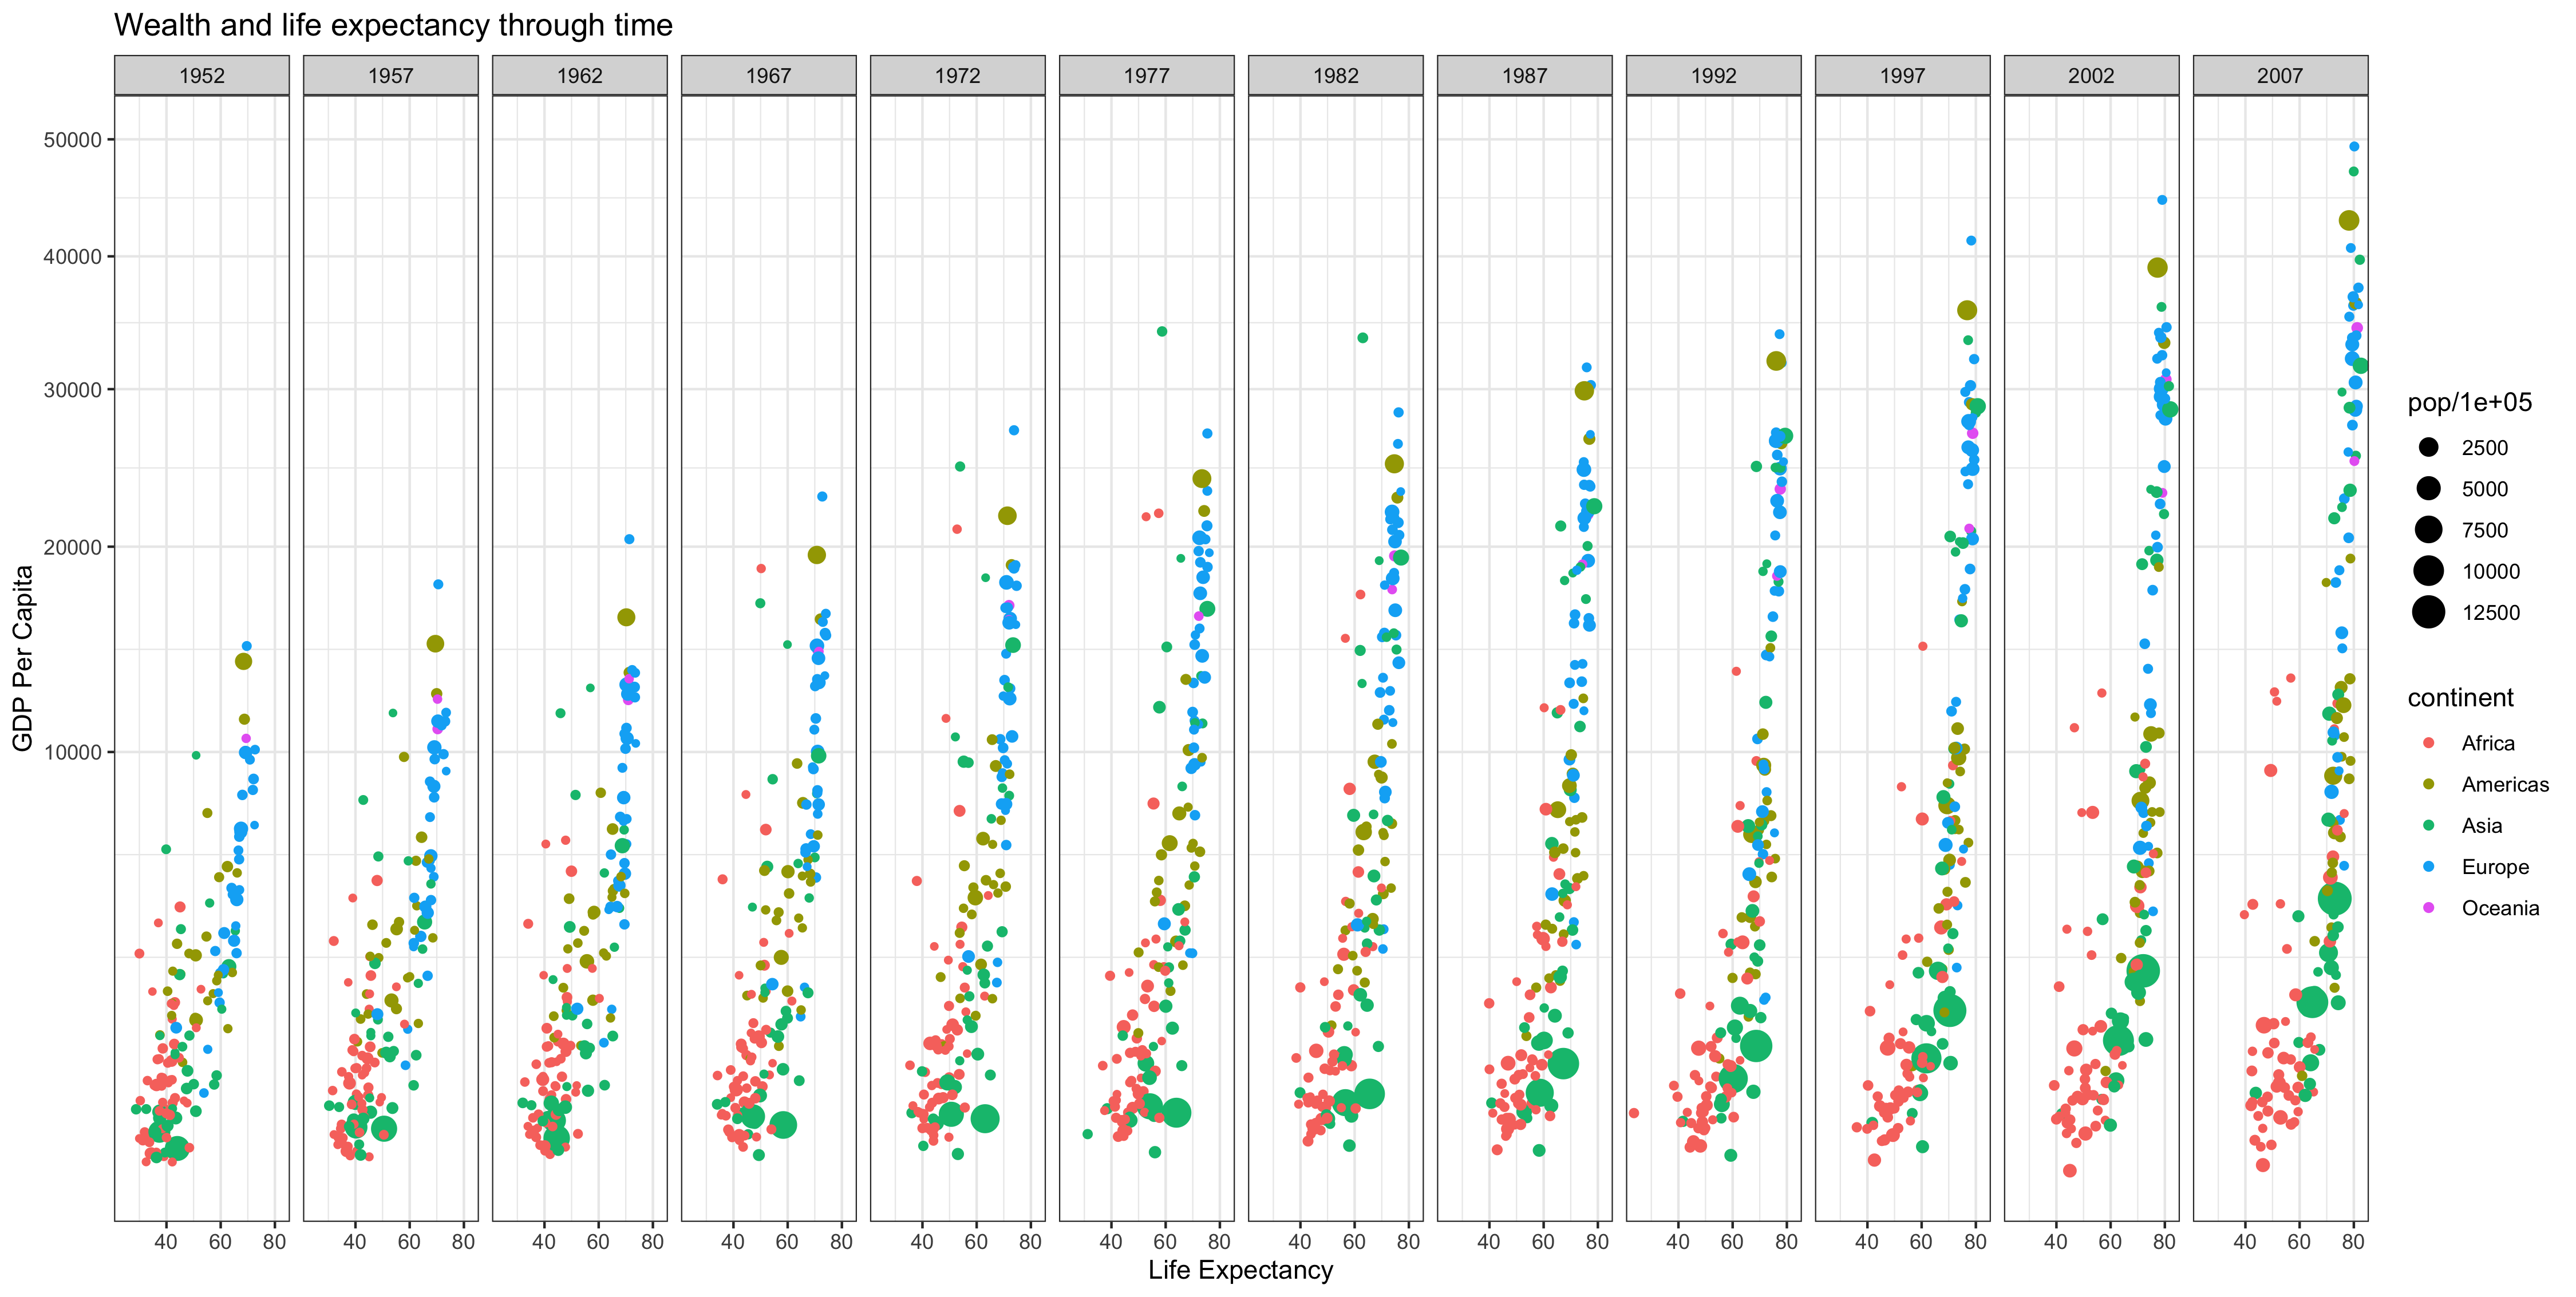 Wealth and life expectancy through time
1952 1957 1962 1967 1972 1977 1982 1987 1992 1997 2002 2007
50000
40000
30000
20000
10000
GDP Per Capita
40 60 80 40 60 80 40 60 80 40 60 80 40 60 80 40 60 80 40 60 80 40 60 80 40 60 80 40 60 80 40 60 80 40 60 80
Life Expectancy
pop/1e+05
2500
5000
7500
10000
12500
continent
Africa
Americas
Asia
Europe
Oceania